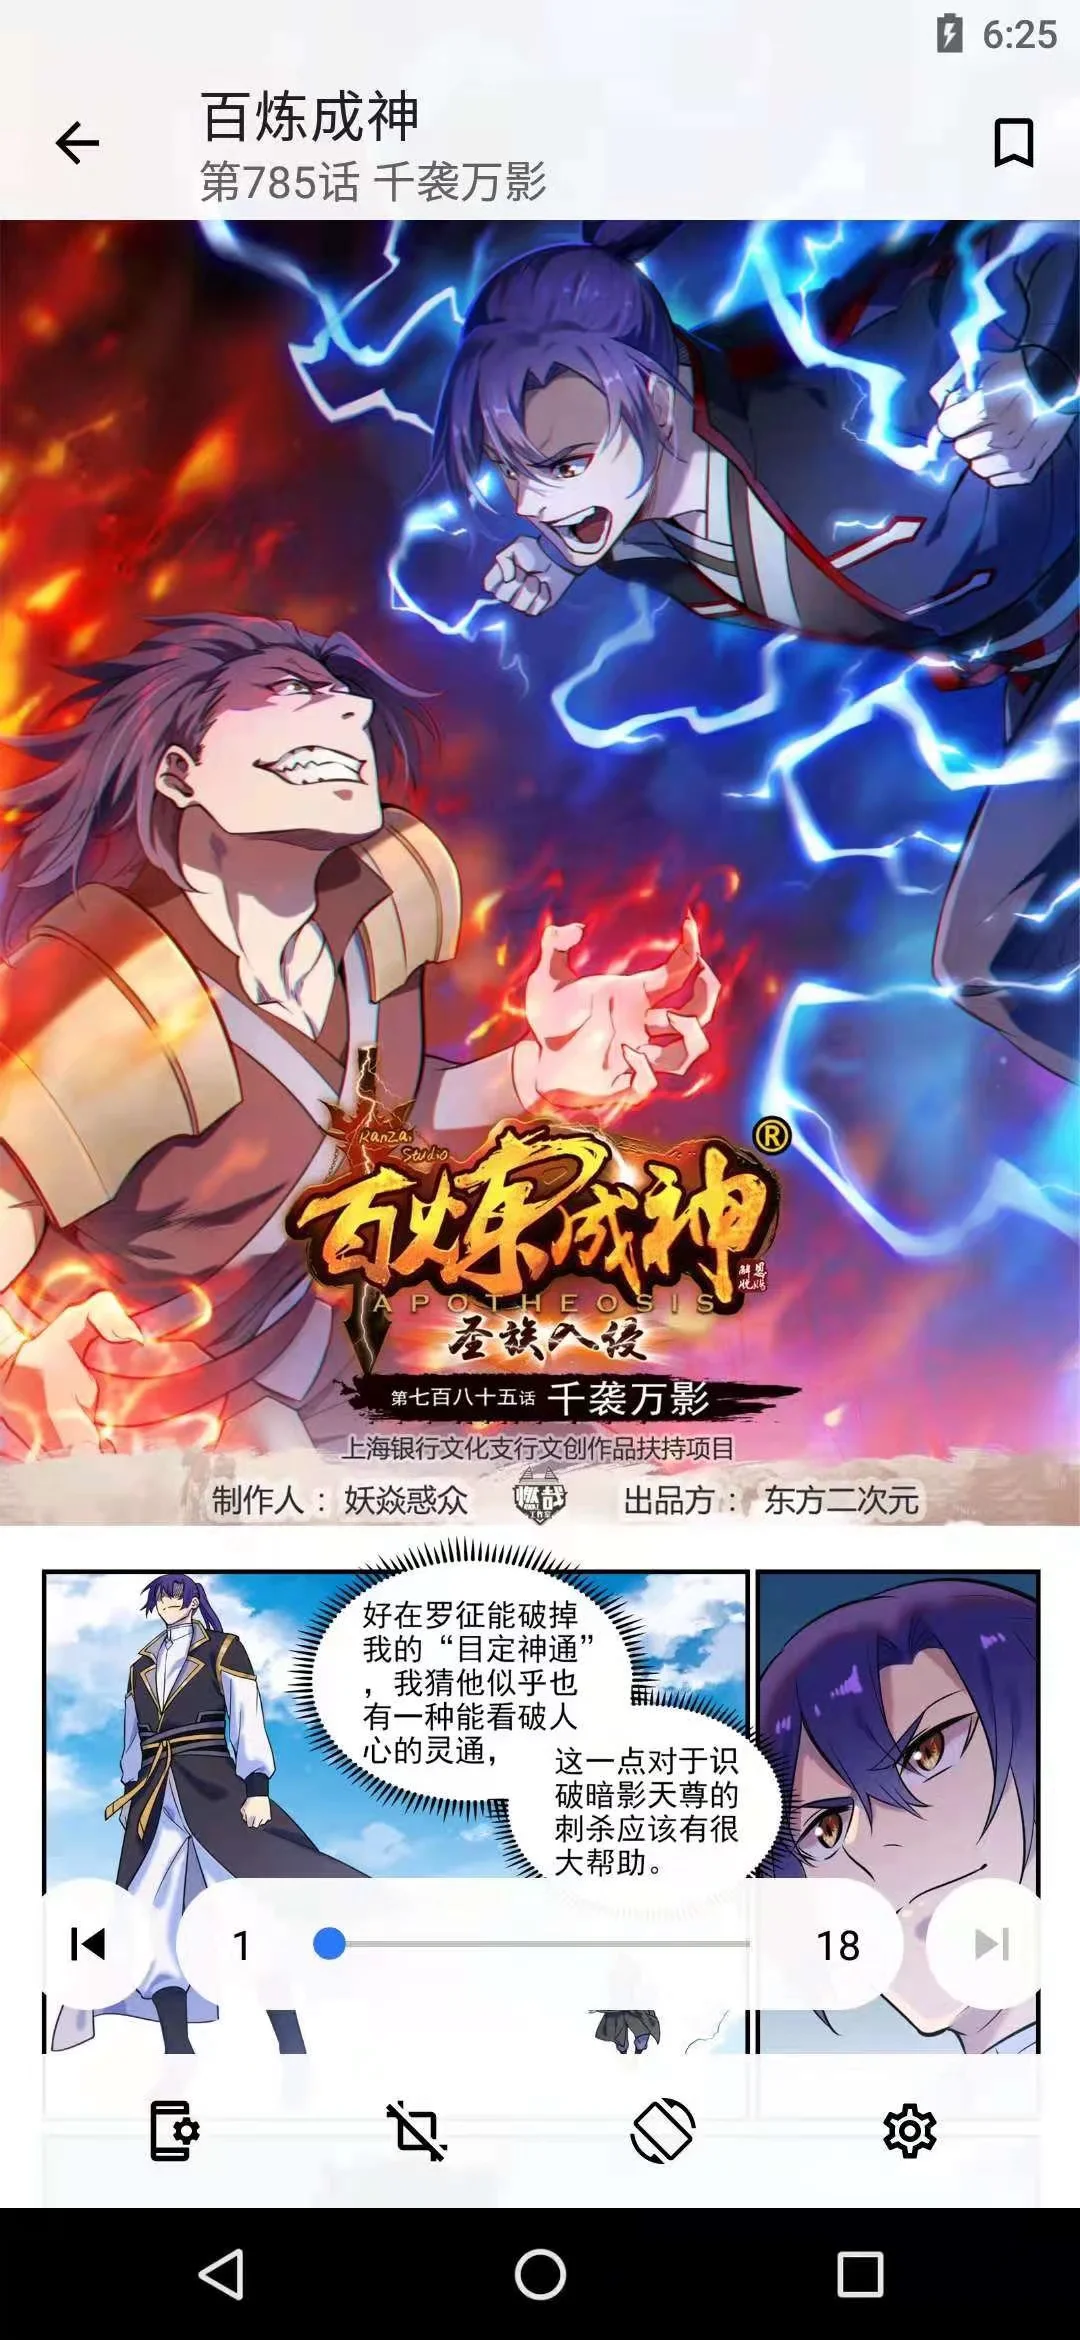 6:25
百炼成神
第785话 千袭万影
Ranzai
Studio
百炼成神®
APOTHEOSIS
圣族入侵
第七百八十五话 千袭万影
上海银行文化支行文创作品扶持项目
制作人： 妖焱惑众
燃哉
工作室
出品方： 东方二次元
好在罗征能破掉
我的“目定神通”
，我猜他似乎也
有一种能看破人
心的灵通，
这一点对于识
破暗影天尊的
刺杀应该有很
大帮助。
1
18